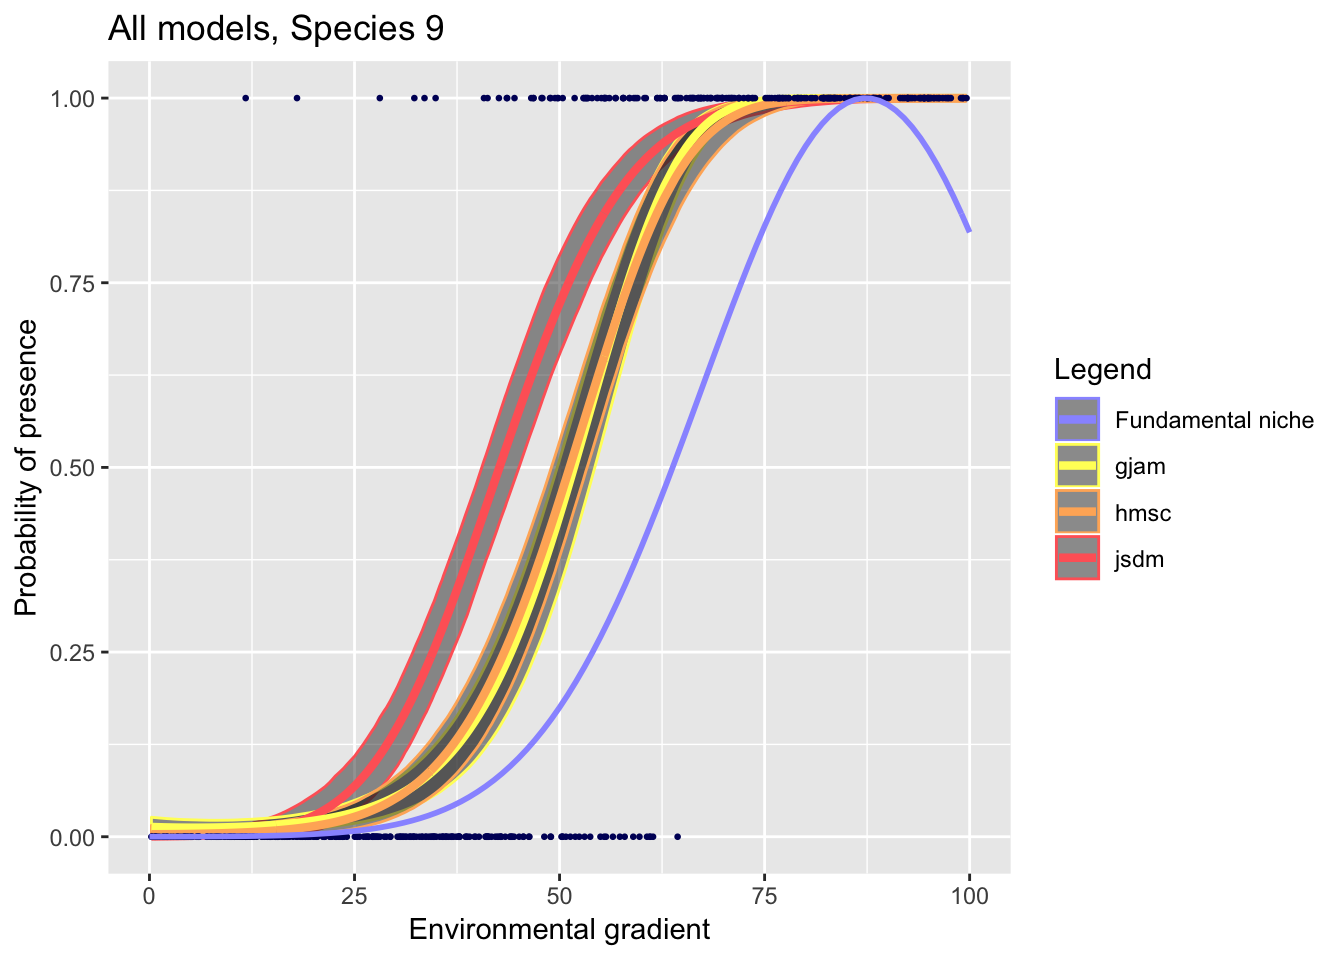 All models, Species 9
1.00
0.75
0.50
0.25
0.00
Probability of presence
0
25
50
75
100
Environmental gradient
Legend
Fundamental niche
gjam
hmsc
jsdm